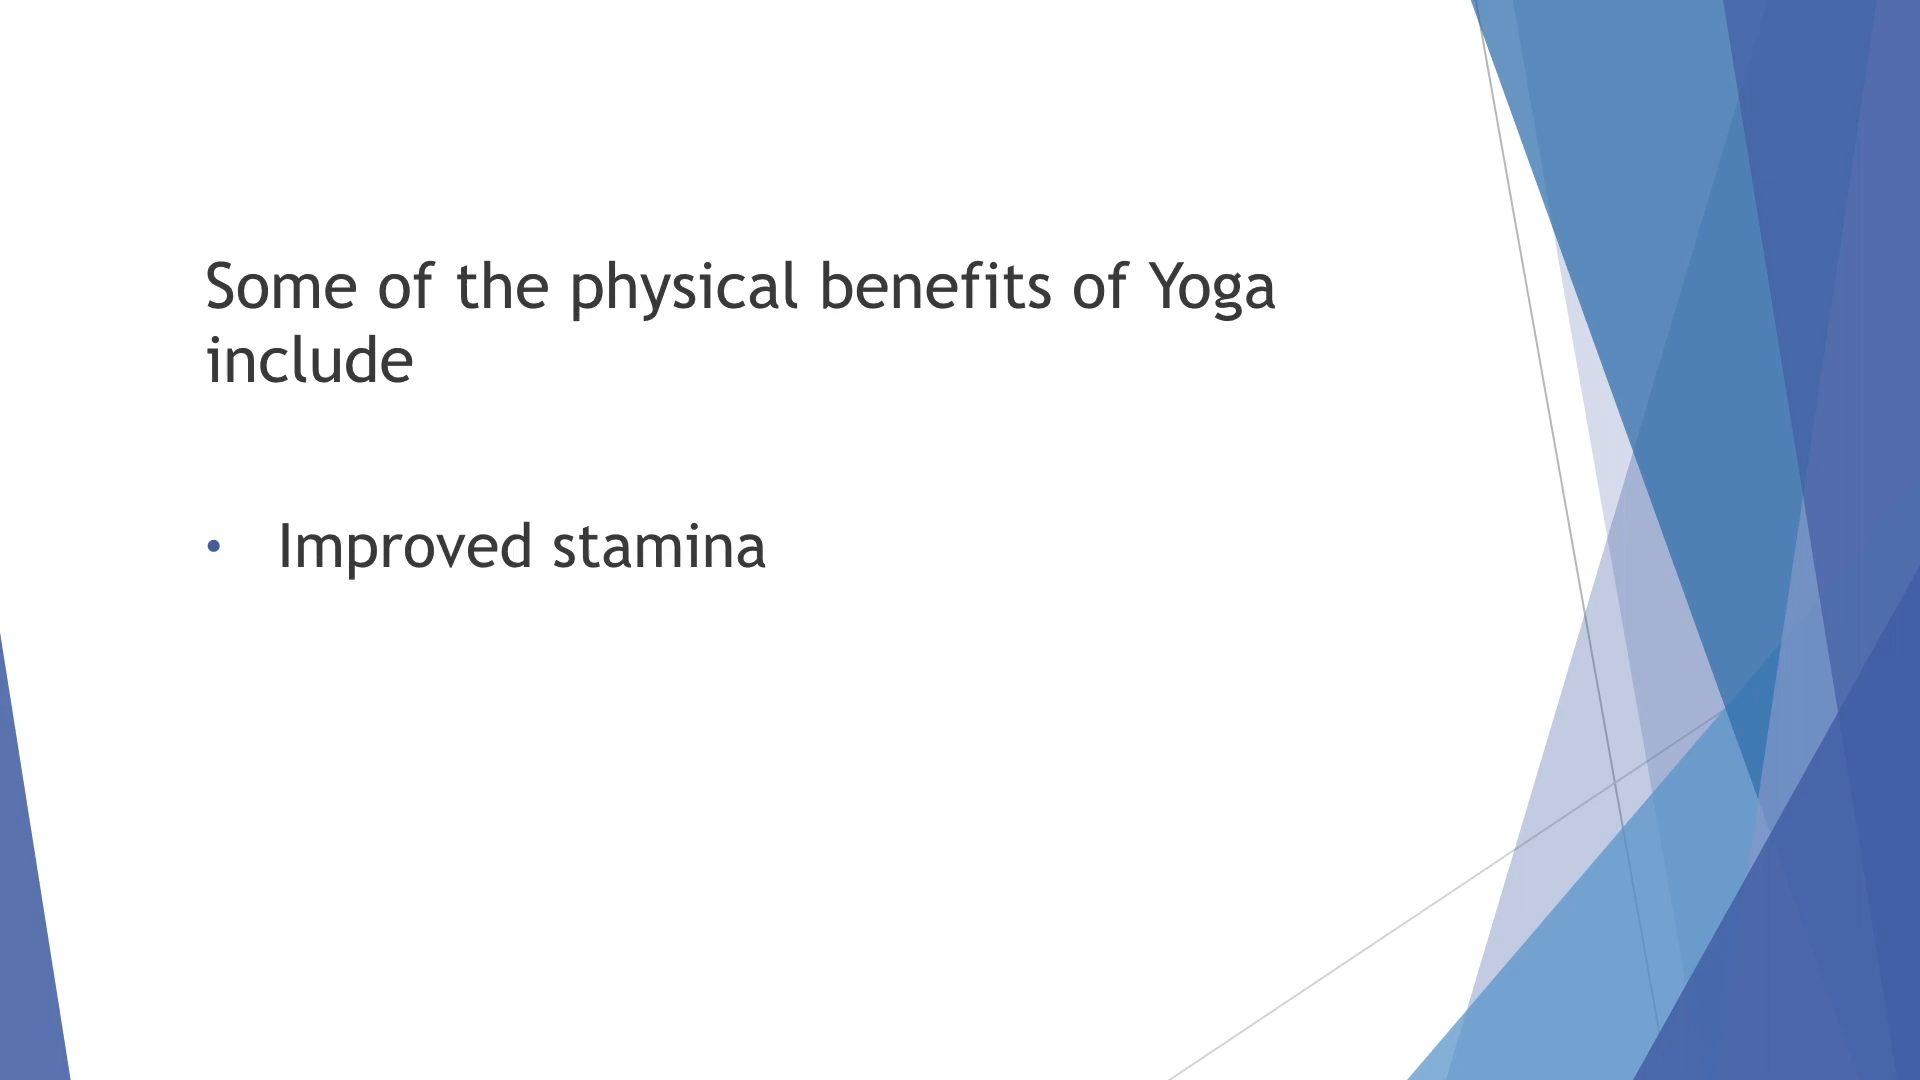 Some of the physical benefits of Yoga
include
• Improved stamina